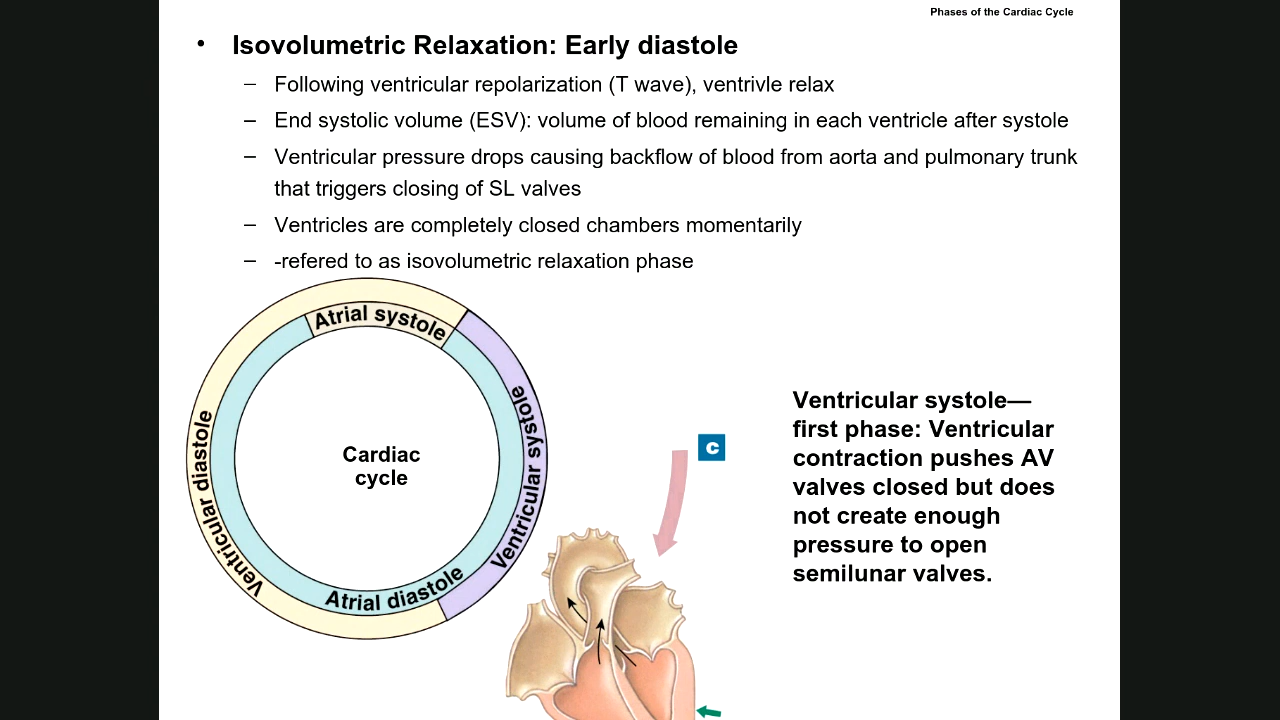 Phases of the Cardiac Cycle
• Isovolumetric Relaxation: Early diastole
– Following ventricular repolarization (T wave), ventrivle relax
– End systolic volume (ESV): volume of blood remaining in each ventricle after systole
– Ventricular pressure drops causing backflow of blood from aorta and pulmonary trunk
that triggers closing of SL valves
– Ventricles are completely closed chambers momentarily
– -refered to as isovolumetric relaxation phase
Atrial systole
Ventricular systole
Ventricular diastole
Atrial diastole
Cardiac
cycle
C
Ventricular systole—
first phase: Ventricular
contraction pushes AV
valves closed but does
not create enough
pressure to open
semilunar valves.